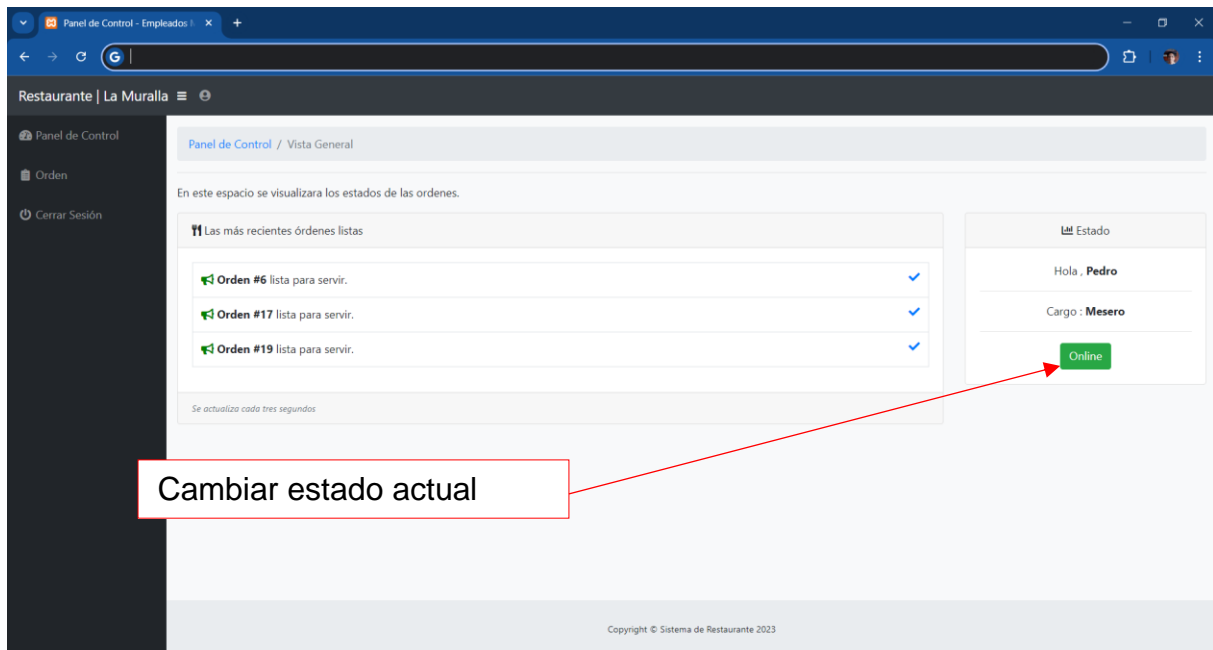 Panel de Control - Empleados
Restaurante | La Muralla
Panel de Control
Orden
Cerrar Sesión
Panel de Control / Vista General
En este espacio se visualizara los estados de las ordenes.
Las más recientes órdenes listas
Orden #6 lista para servir.
Orden #17 lista para servir.
Orden #19 lista para servir.
Se actualiza cada tres segundos
Estado
Hola , Pedro
Cargo : Mesero
Online
Cambiar estado actual
Copyright © Sistema de Restaurante 2023